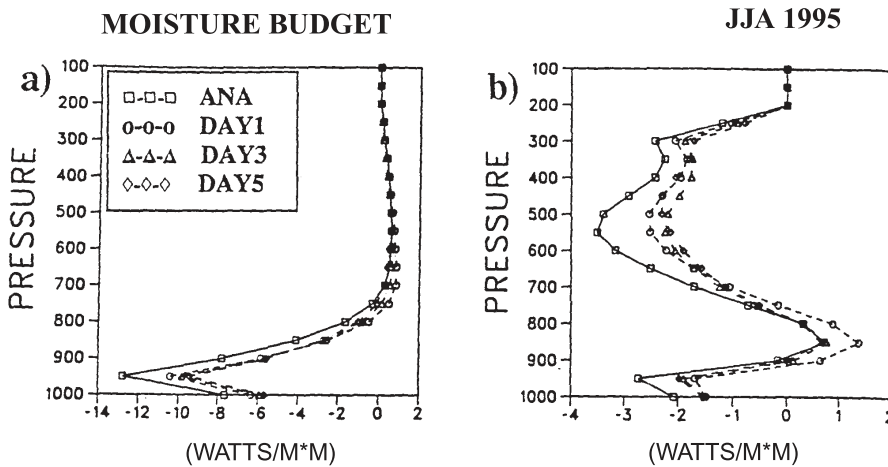 MOISTURE BUDGET
JJA 1995
a)
ANA
DAY1
DAY3
DAY5
PRESSURE
100
200
300
400
500
600
700
800
900
1000
-14 -12 -10 -8 -6 -4 -2 0 2
(WATTS/M*M)
b)
PRESSURE
100
200
300
400
500
600
700
800
900
1000
-4 -3 -2 -1 0 1 2
(WATTS/M*M)